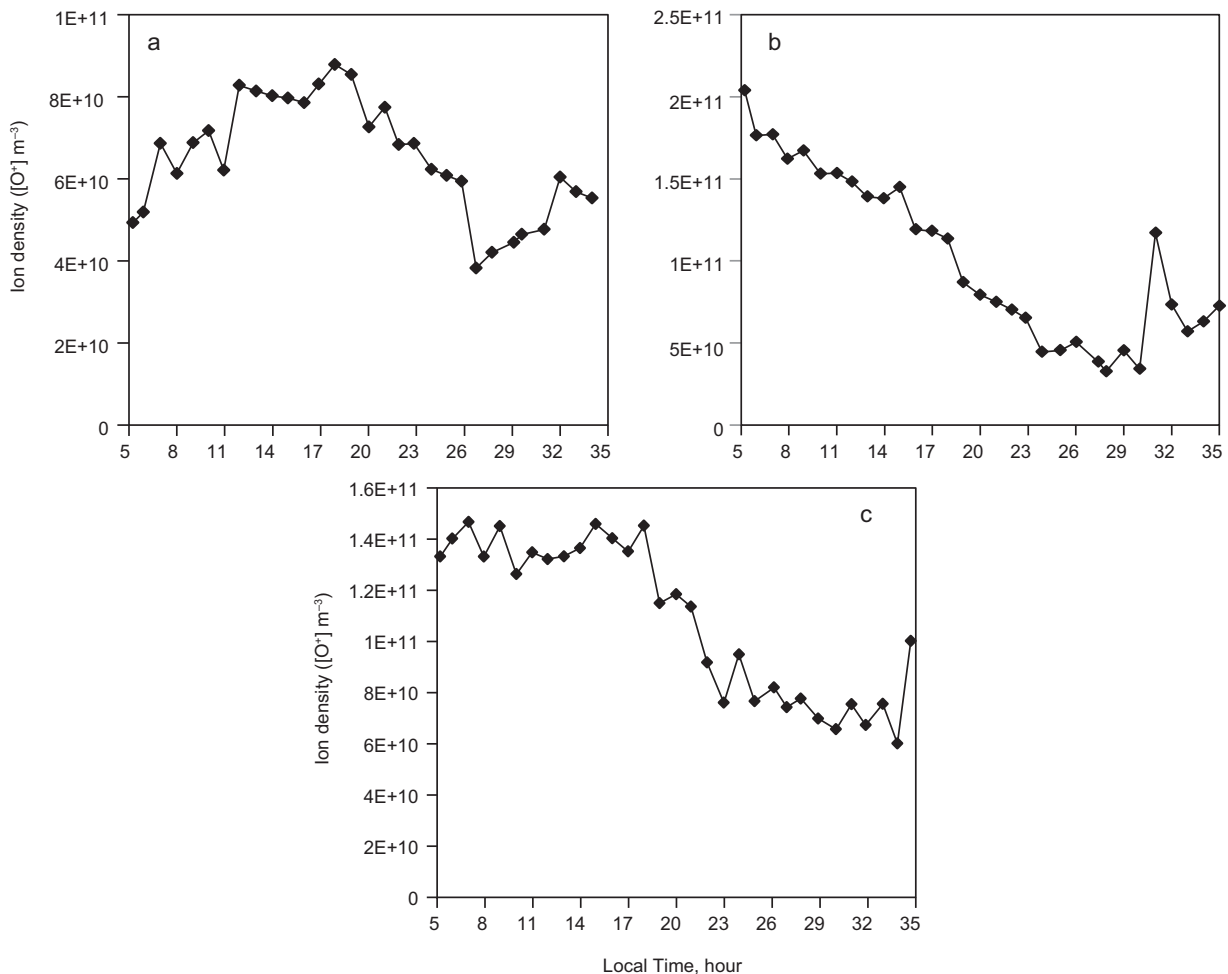 1E+11
a
8E+10
6E+10
4E+10
2E+10
0
5 8 11 14 17 20 23 26 29 32 35
Ion density ([O⁺] m⁻³)
2.5E+11
b
2E+11
1.5E+11
1E+11
5E+10
0
5 8 11 14 17 20 23 26 29 32 35
1.6E+11
c
1.4E+11
1.2E+11
1E+11
8E+10
6E+10
4E+10
2E+10
0
5 8 11 14 17 20 23 26 29 32 35
Ion density ([O⁺] m⁻³)
Local Time, hour